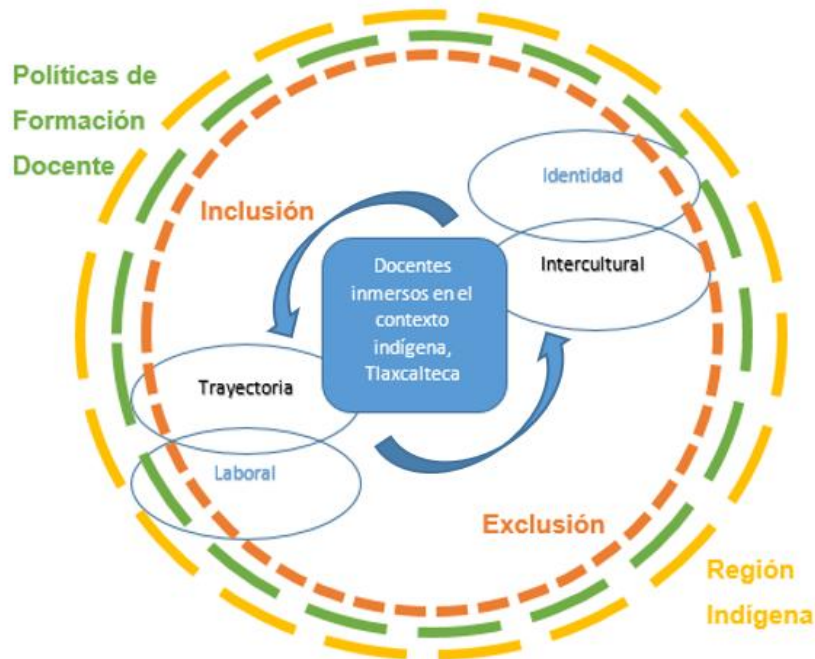 Políticas de
Formación
Docente
Inclusión
Identidad
Intercultural
Docentes
inmersos en el
contexto
indígena,
Tlaxcalteca
Trayectoria
Laboral
Exclusión
Región
Indígena